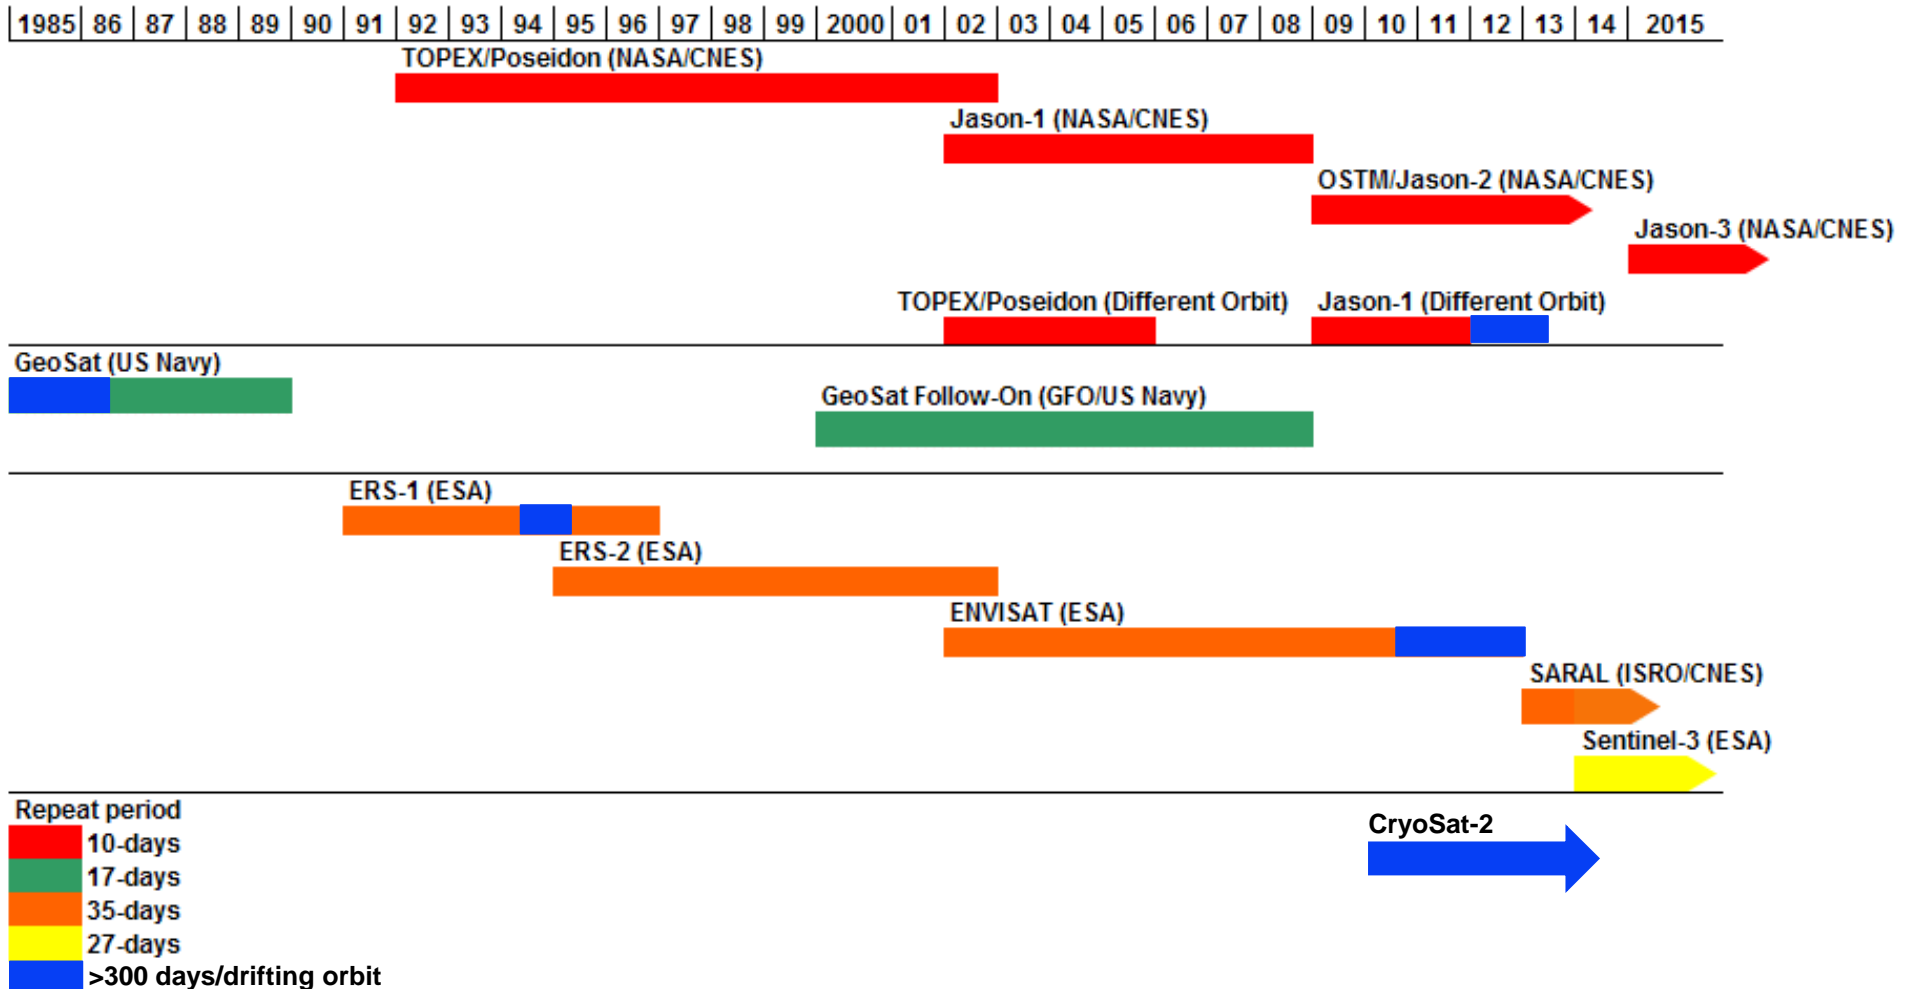 1985 86 87 88 89 90 91 92 93 94 95 96 97 98 99 2000 01 02 03 04 05 06 07 08 09 10 11 12 13 14 2015
TOPEX/Poseidon (NASA/CNES)
Jason-1 (NASA/CNES)
OSTM/Jason-2 (NASA/CNES)
Jason-3 (NASA/CNES)
TOPEX/Poseidon (Different Orbit) Jason-1 (Different Orbit)
GeoSat (US Navy)
GeoSat Follow-On (GFO/US Navy)
ERS-1 (ESA)
ERS-2 (ESA)
ENVISAT (ESA)
SARAL (ISRO/CNES)
Sentinel-3 (ESA)
Repeat period
CryoSat-2
10-days
17-days
35-days
27-days
>300 days/drifting orbit